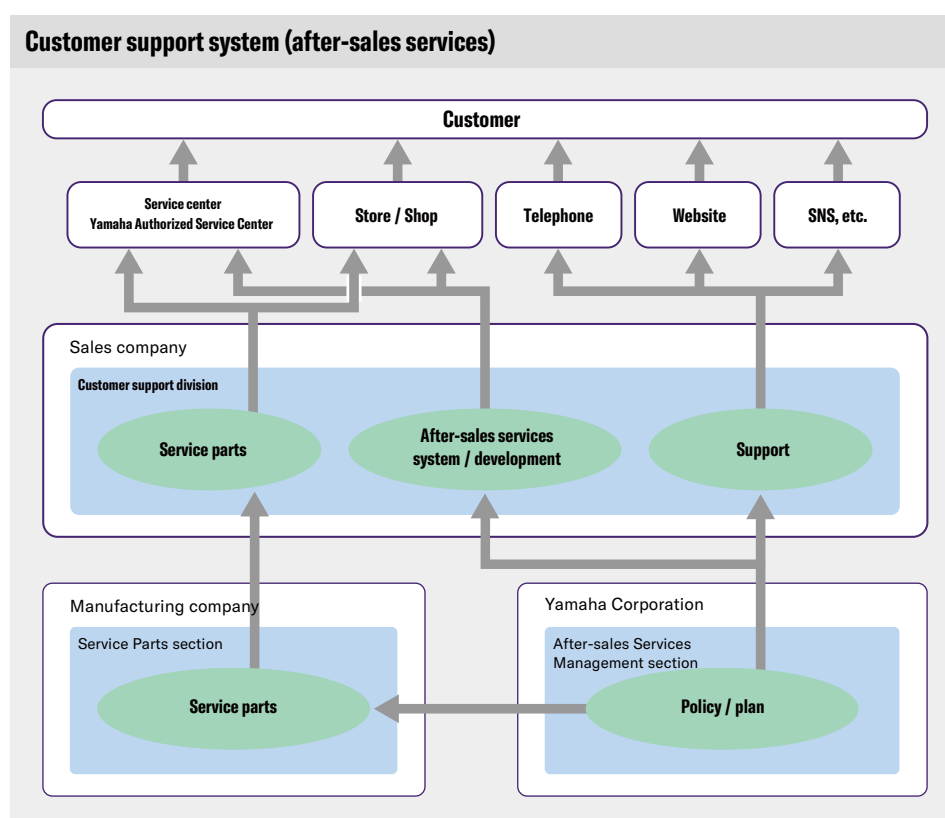 Customer support system (after-sales services)
Customer
Service center
Yamaha Authorized Service Center
Store / Shop
Telephone
Website
SNS, etc.
Sales company
Customer support division
Service parts
After-sales services
system / development
Support
Manufacturing company
Service Parts section
Service parts
Yamaha Corporation
After-sales Services
Management section
Policy / plan